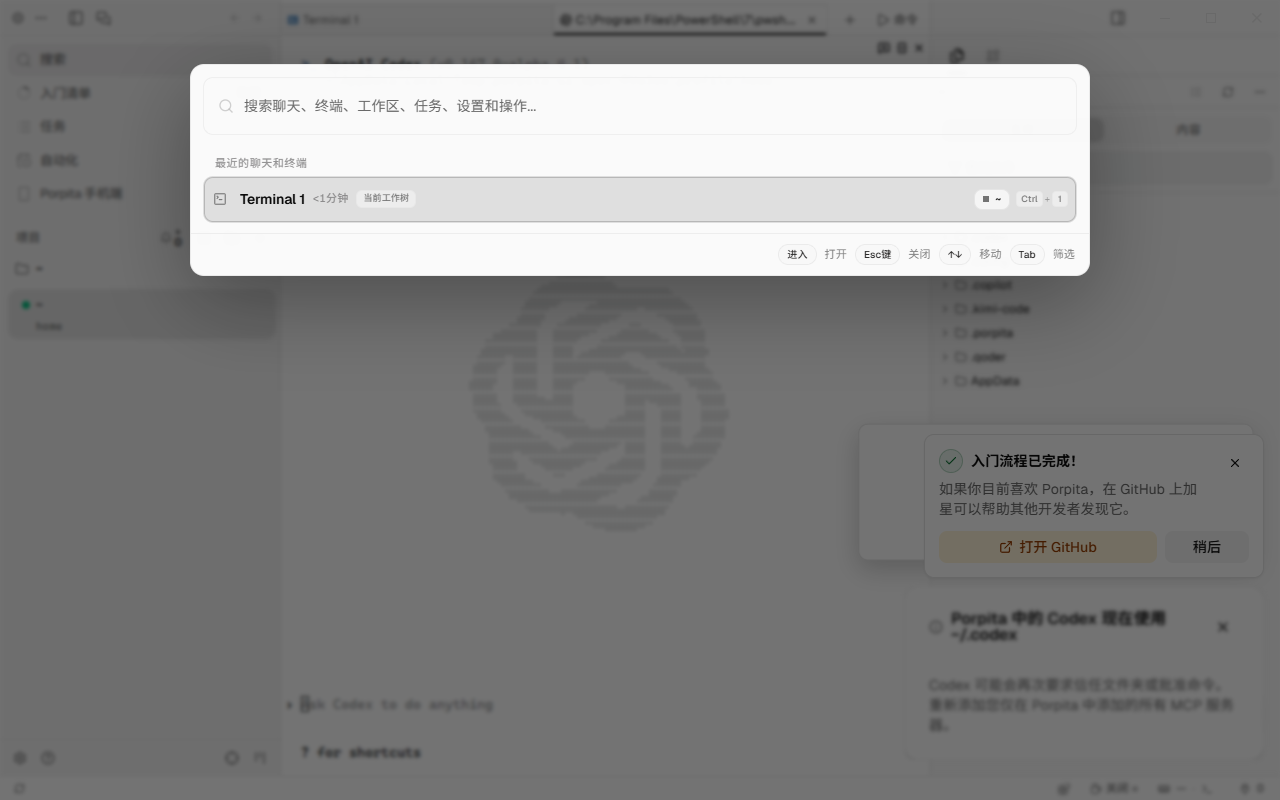 Terminal 1
C:\Program Files\PowerShell\7\pwsh...
命令
搜索
入门清单
任务
自动化
Porpita 手机端
项目
~
~
home
搜索聊天、终端、工作区、任务、设置和操作...
最近的聊天和终端
Terminal 1 <1分钟 当前工作树 ~ Ctrl + 1
进入 打开 Esc键 关闭 ↑↓ 移动 Tab 筛选
内容
.copilot
.kimi-code
.porpita
.qoder
AppData
入门流程已完成！
如果你目前喜欢 Porpita，在 GitHub 上加
星可以帮助其他开发者发现它。
打开 GitHub 稍后
Porpita 中的 Codex 现在使用
~/.codex
Codex 可能会再次要求信任文件夹或批准命令。
重新添加您仅在 Porpita 中添加的所有 MCP 服务
器。
Ask Codex to do anything
? for shortcuts
关闭